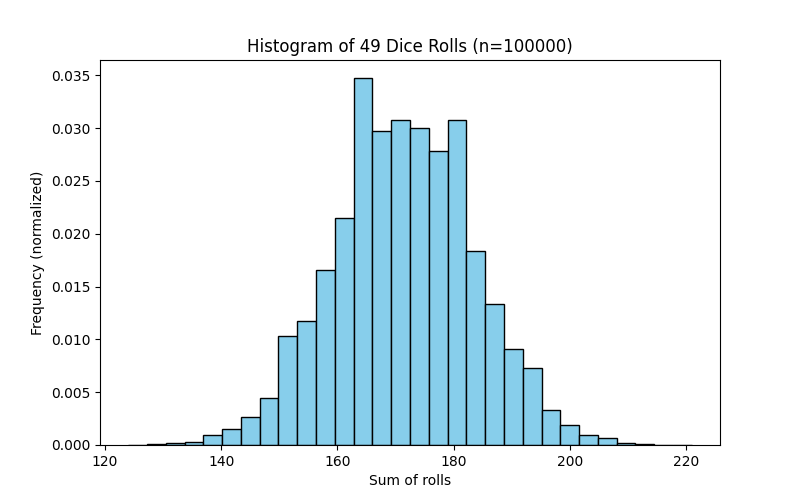 Histogram of 49 Dice Rolls (n=100000)
Frequency (normalized)
0.035
0.030
0.025
0.020
0.015
0.010
0.005
0.000
120 140 160 180 200 220
Sum of rolls